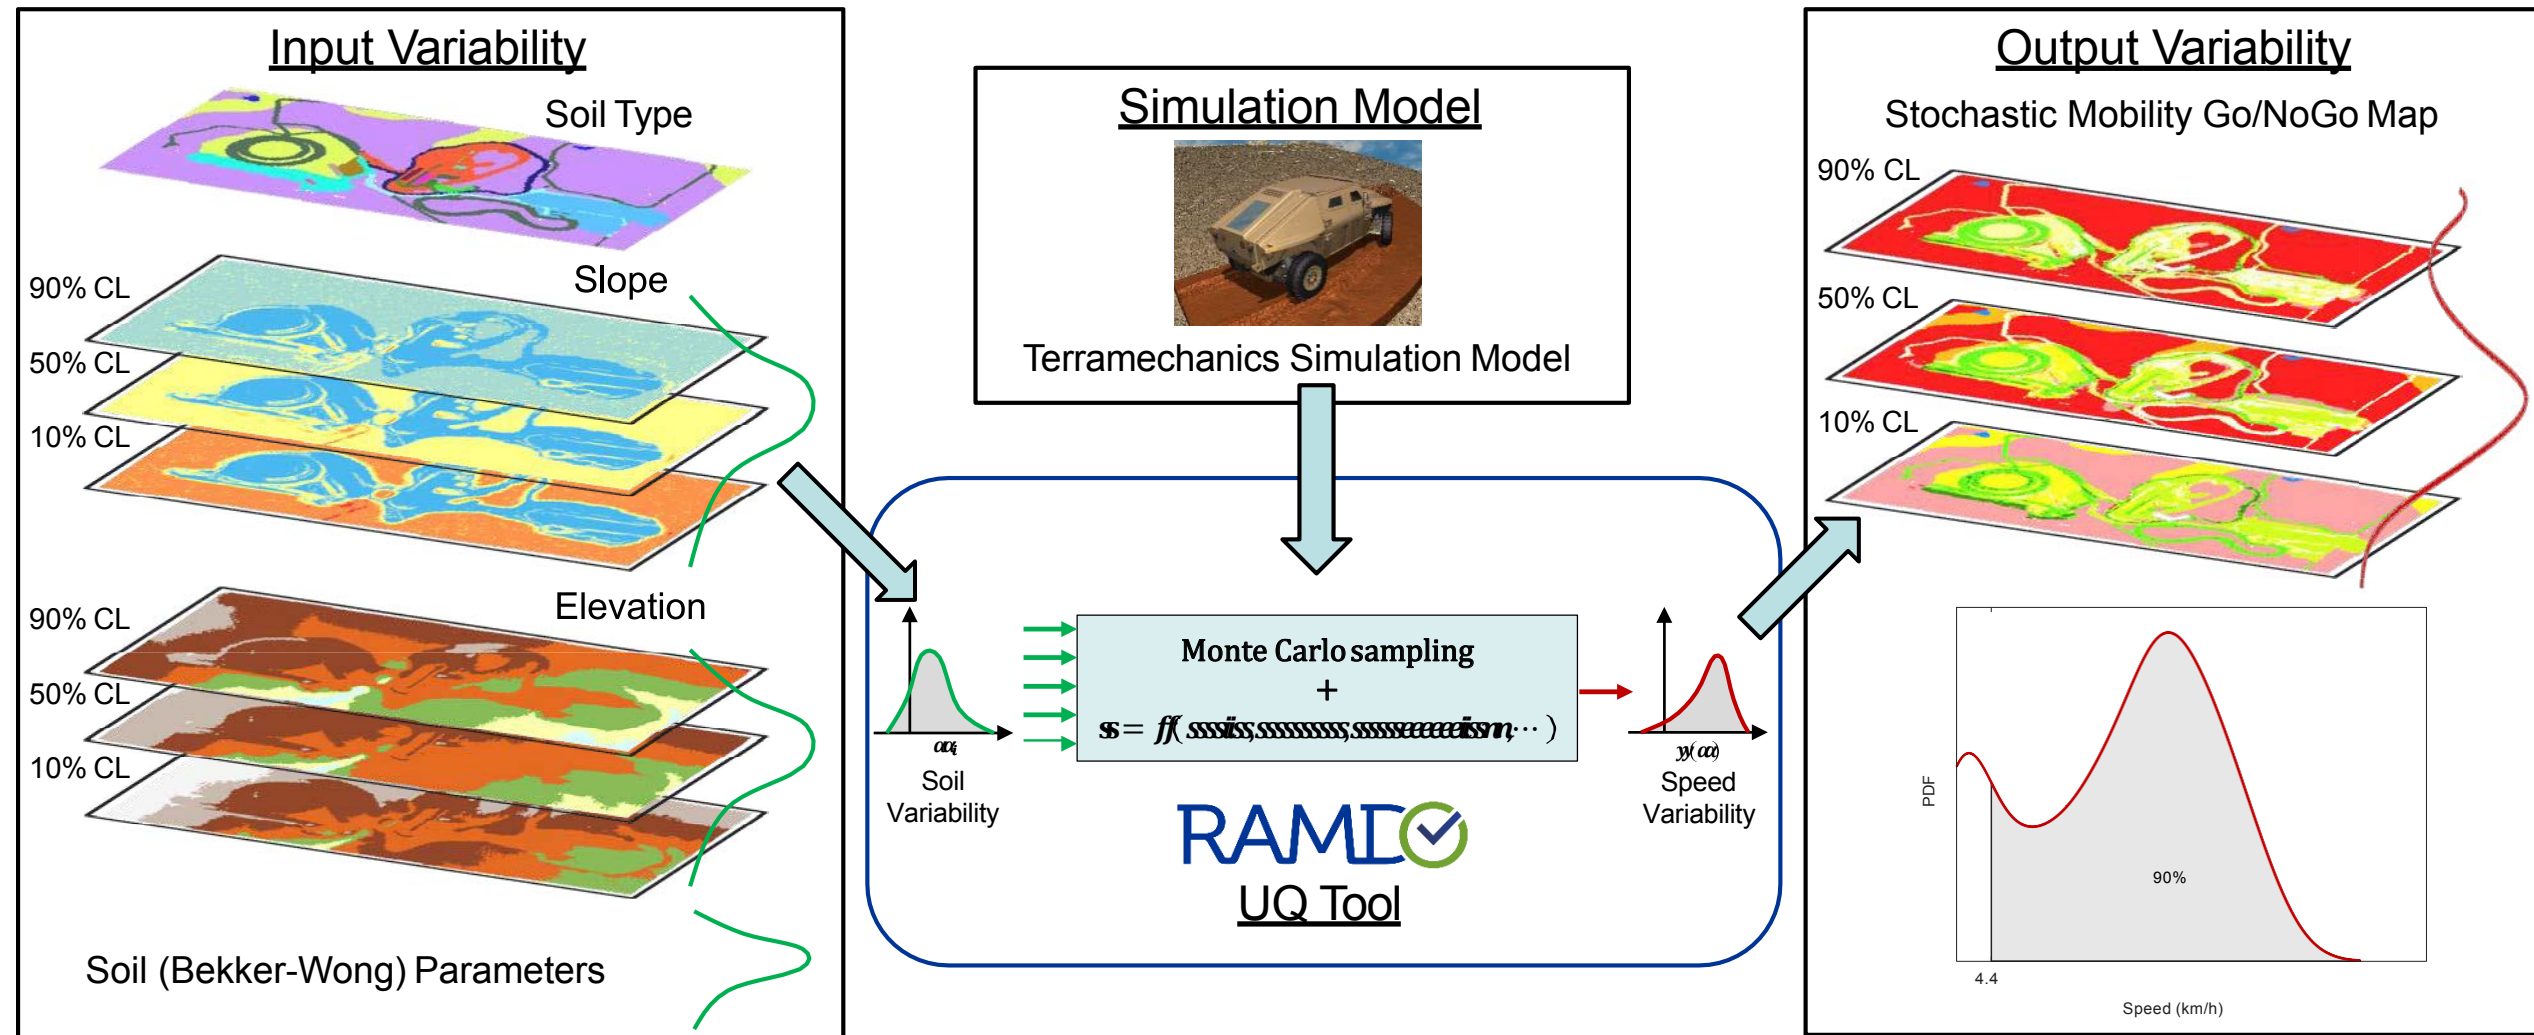 Input Variability
Soil Type
Slope
90% CL
50% CL
10% CL
Elevation
90% CL
50% CL
10% CL
Soil (Bekker-Wong) Parameters
Simulation Model
Terramechanics Simulation Model
Soil
Variability
Monte Carlo sampling
+
Speed
Variability
RAMDO
UQ Tool
Output Variability
Stochastic Mobility Go/NoGo Map
90% CL
50% CL
10% CL
PDF
90%
4.4
Speed (km/h)